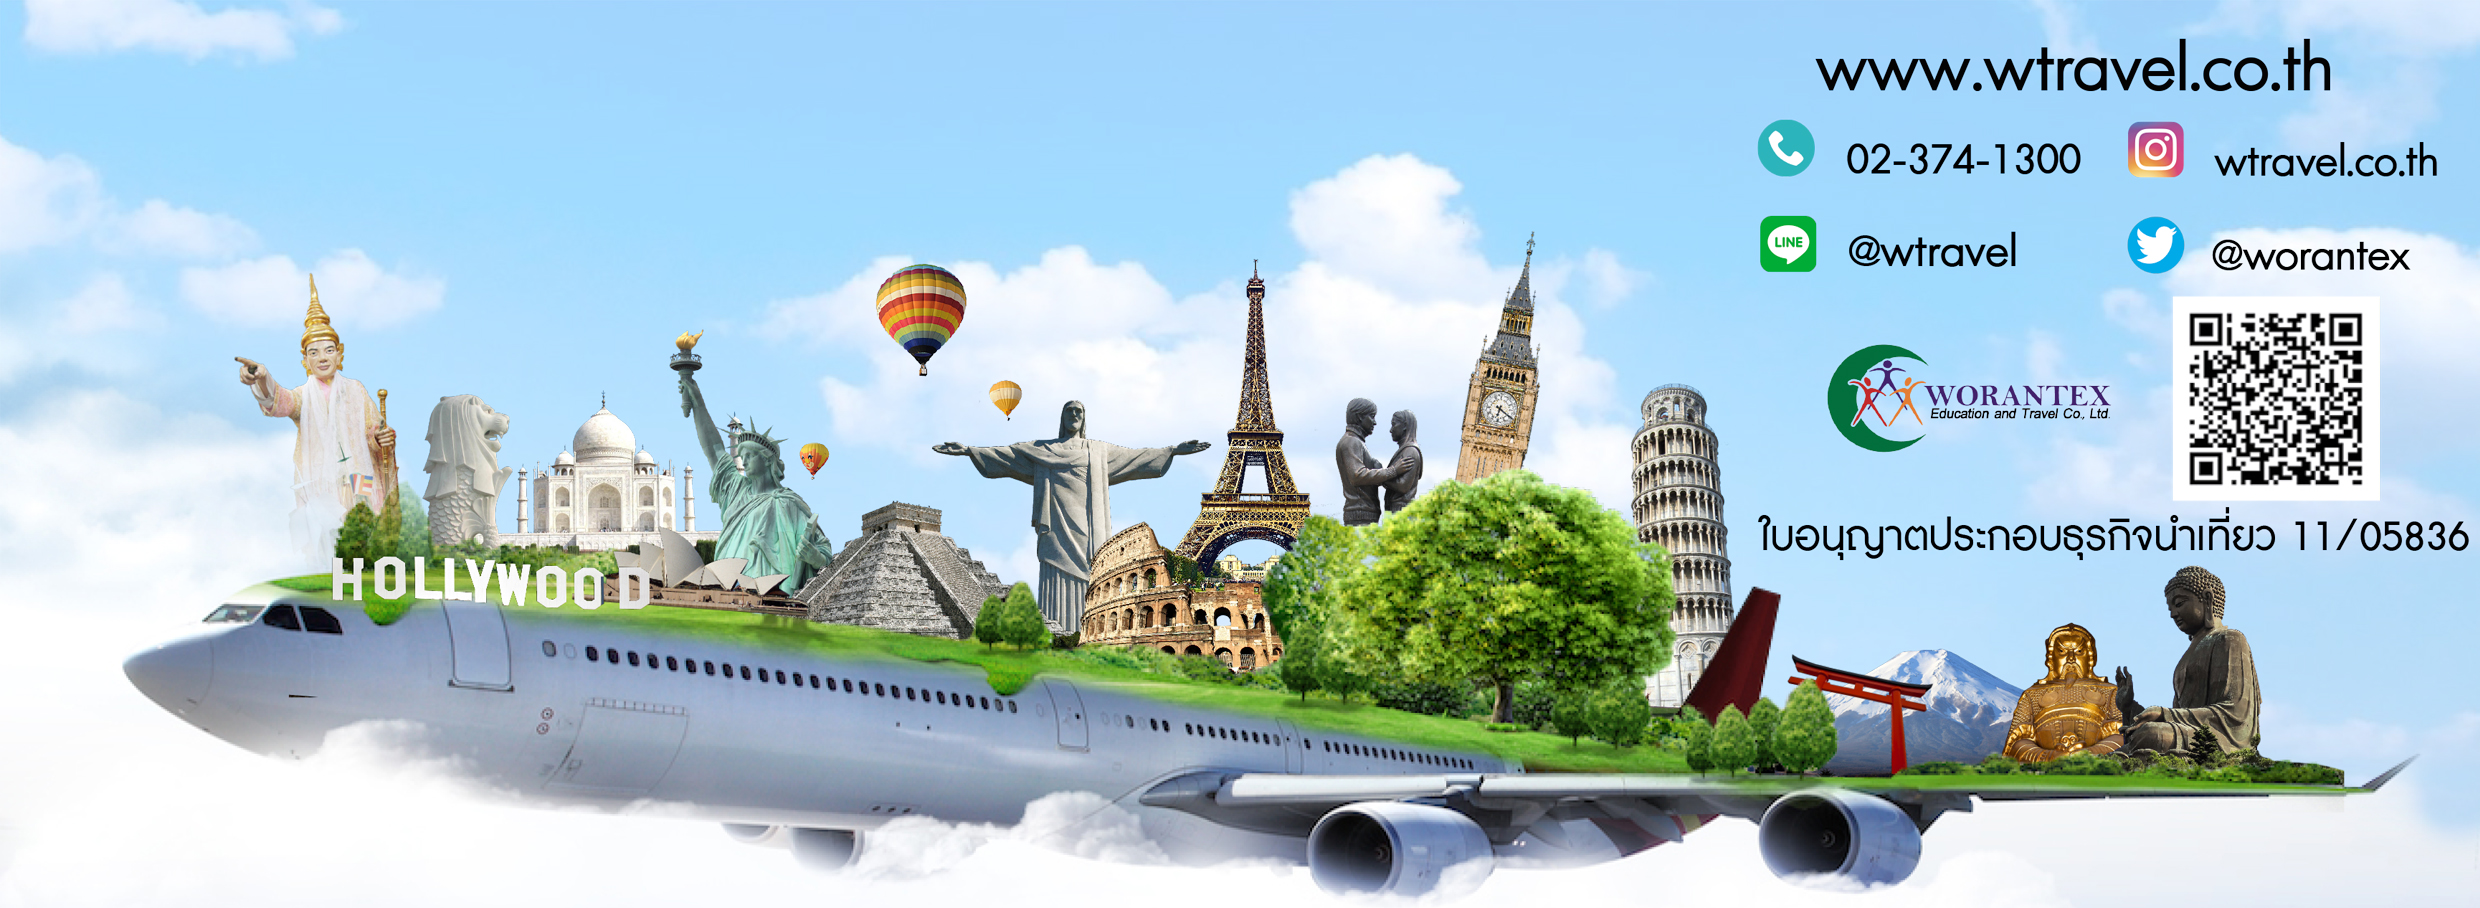 www.wtravel.co.th
02-374-1300
wtravel.co.th
LINE
@wtravel
@worantex
WORANTEX
Education and Travel Co., Ltd.
ใบอนุญาตประกอบธุรกิจนำเที่ยว 11/05836
HOLLYWOOD